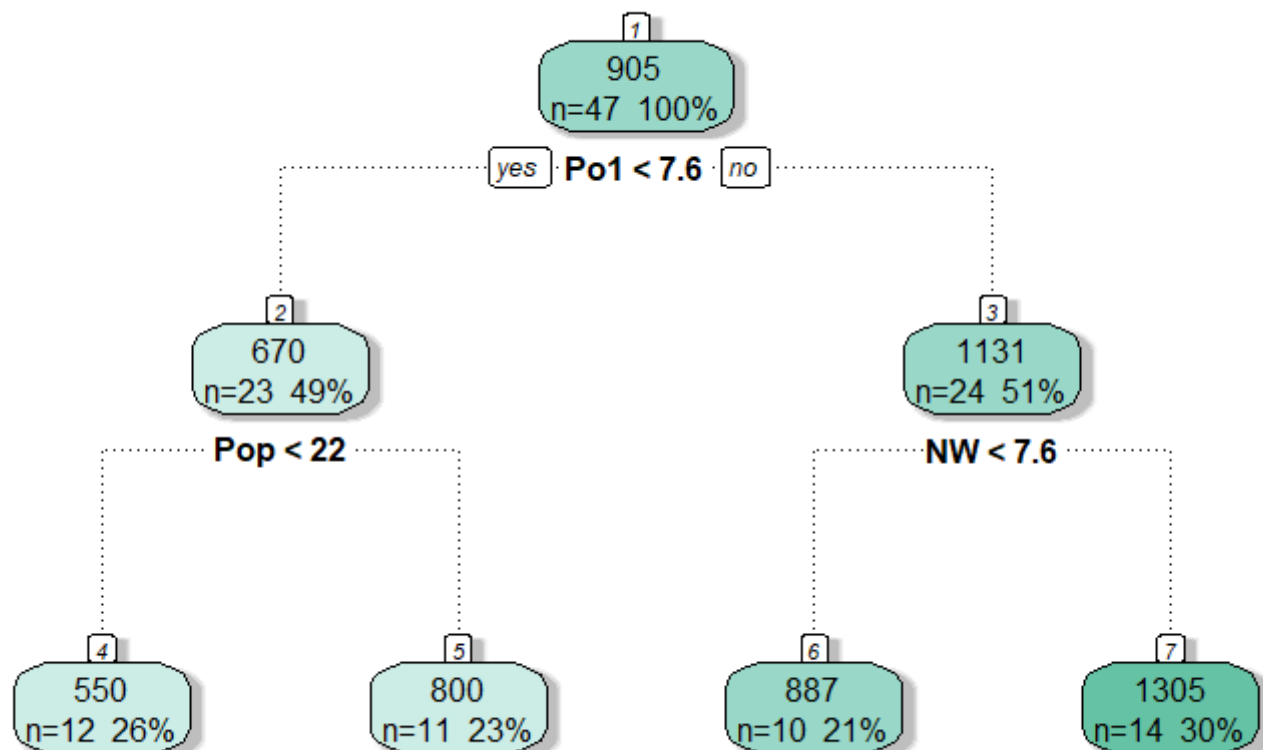 1
905
n=47 100%
yes Po1 < 7.6 no
2
670
n=23 49%
3
1131
n=24 51%
Pop < 22
NW < 7.6
4
550
n=12 26%
5
800
n=11 23%
6
887
n=10 21%
7
1305
n=14 30%